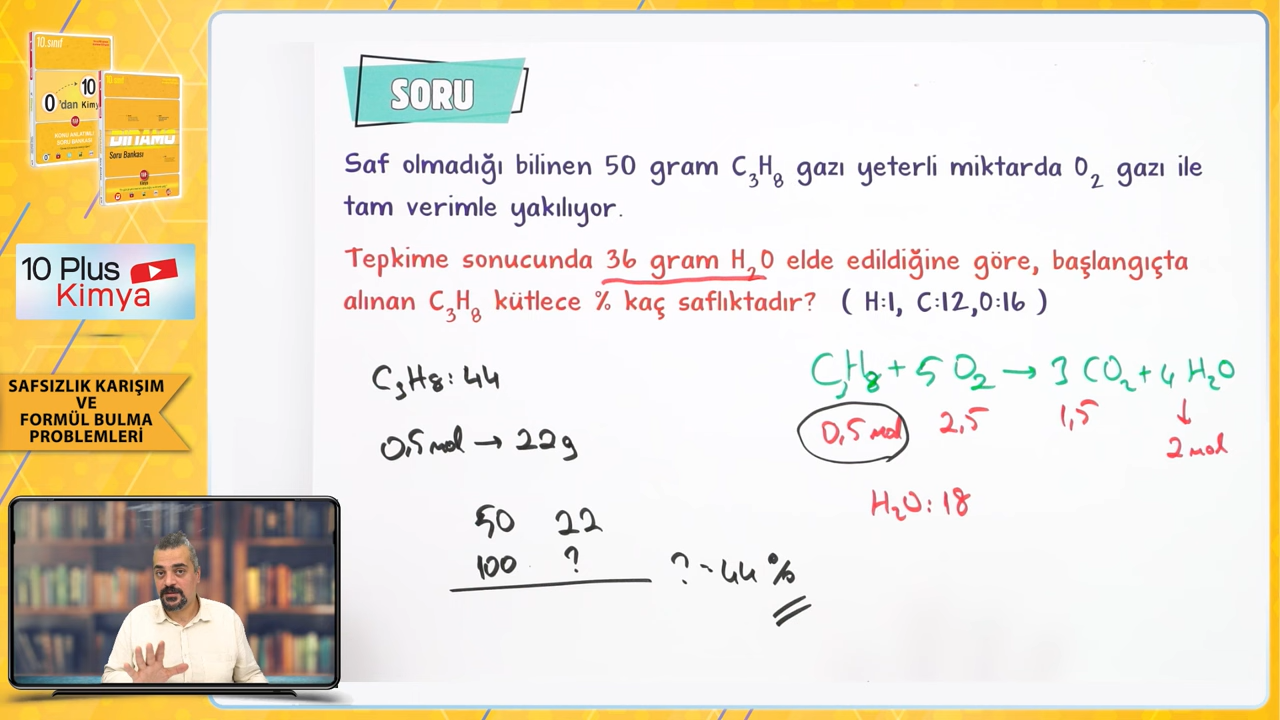 10.sınıf
0'dan 10
Kimya
DİNAMO
Soru Bankası
10 Plus
Kimya
SAFSIZLIK KARIŞIM
VE
FORMÜL BULMA
PROBLEMLERİ
SORU
Saf olmadığı bilinen 50 gram C₃H₈ gazı yeterli miktarda O₂ gazı ile
tam verimle yakılıyor.
Tepkime sonucunda 36 gram H₂O elde edildiğine göre, başlangıçta
alınan C₃H₈ kütlece % kaç saflıktadır? ( H:1, C:12,O:16 )
C₃H₈ : 44
0,5 mol → 22g
50 22
100 ?
? = 44 %
C₃H₈ + 5 O₂ → 3 CO₂ + 4 H₂O
0,5 mol 2,5 1,5 ↓
2 mol
H₂O : 18